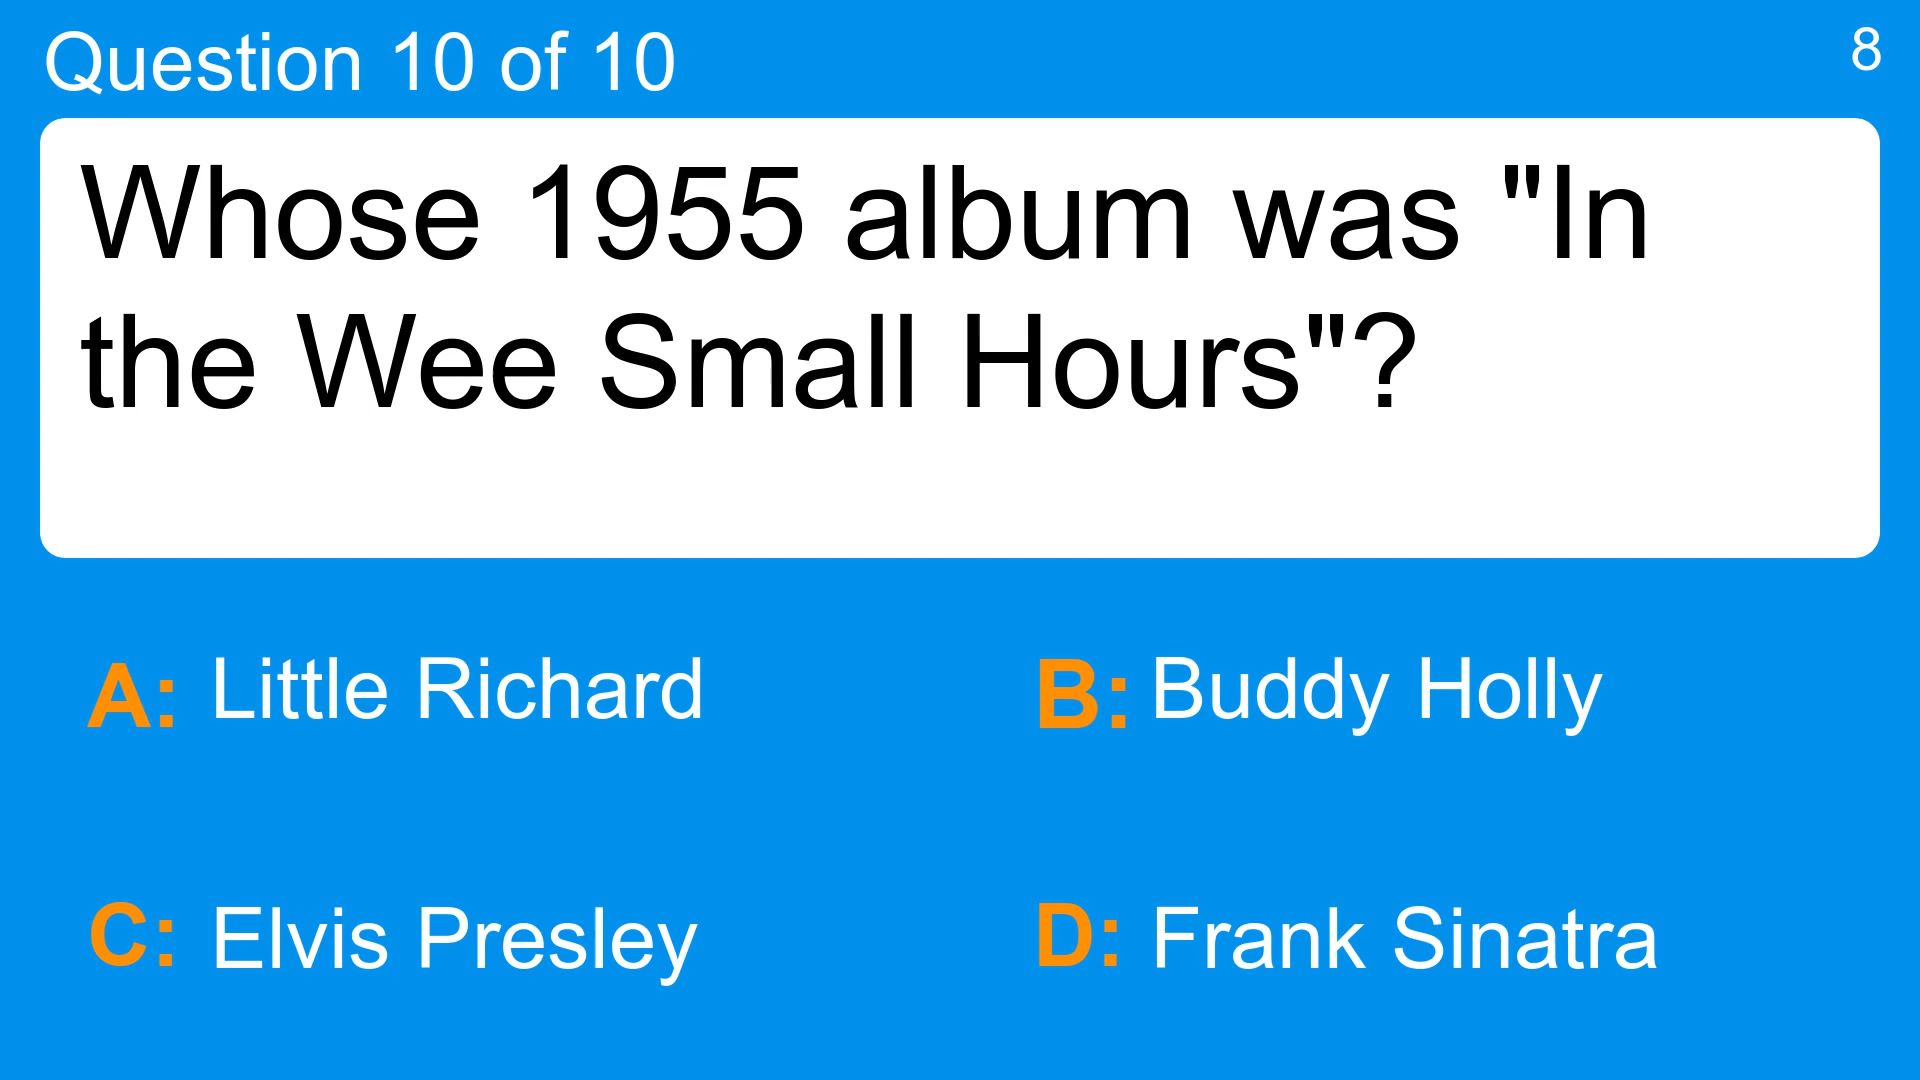 Question 10 of 10
8
Whose 1955 album was "In
the Wee Small Hours"?
A: Little Richard
B: Buddy Holly
C: Elvis Presley
D: Frank Sinatra